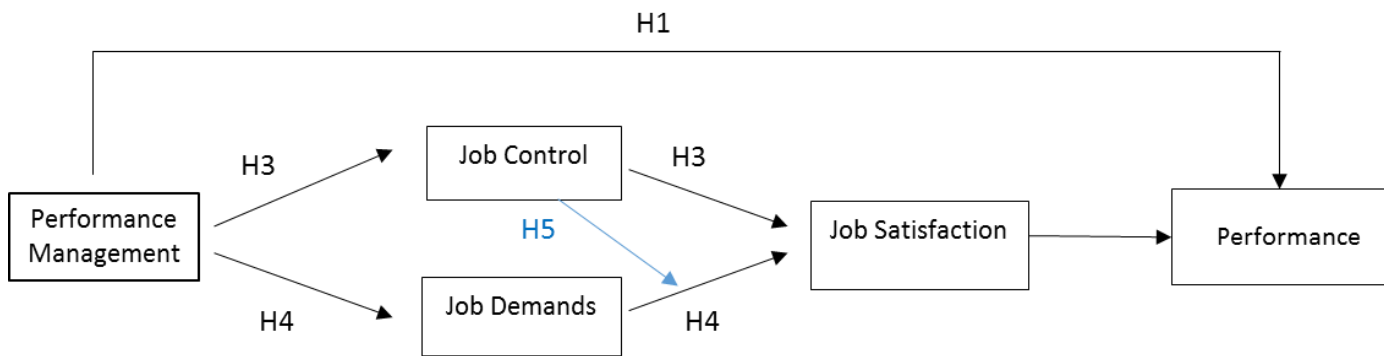 H1
Job Control
H3
H3
Performance
Management
H5
Job Satisfaction
Performance
Job Demands
H4
H4